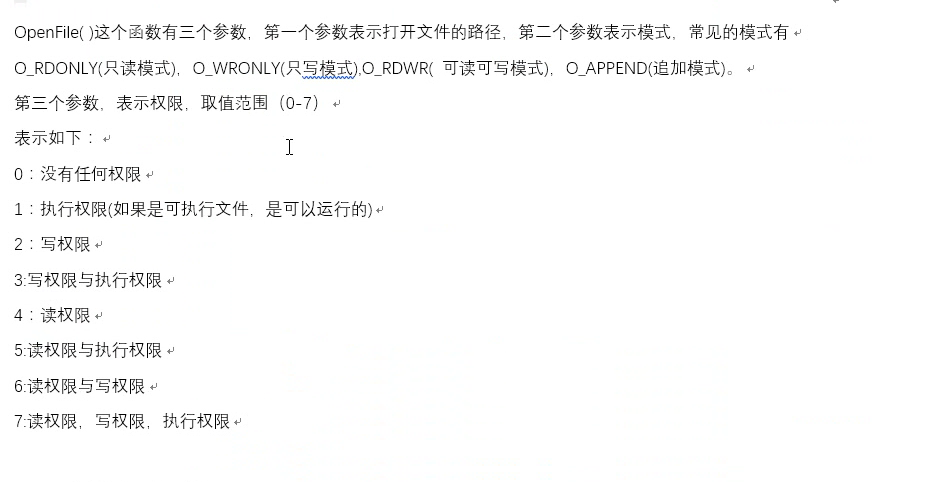 OpenFile( )这个函数有三个参数，第一个参数表示打开文件的路径，第二个参数表示模式，常见的模式有
O_RDONLY(只读模式)，O_WRONLY(只写模式),O_RDWR( 可读可写模式)，O_APPEND(追加模式)。
第三个参数，表示权限，取值范围（0-7）
表示如下：
0：没有任何权限
1：执行权限(如果是可执行文件，是可以运行的)
2：写权限
3:写权限与执行权限
4：读权限
5:读权限与执行权限
6:读权限与写权限
7:读权限，写权限，执行权限